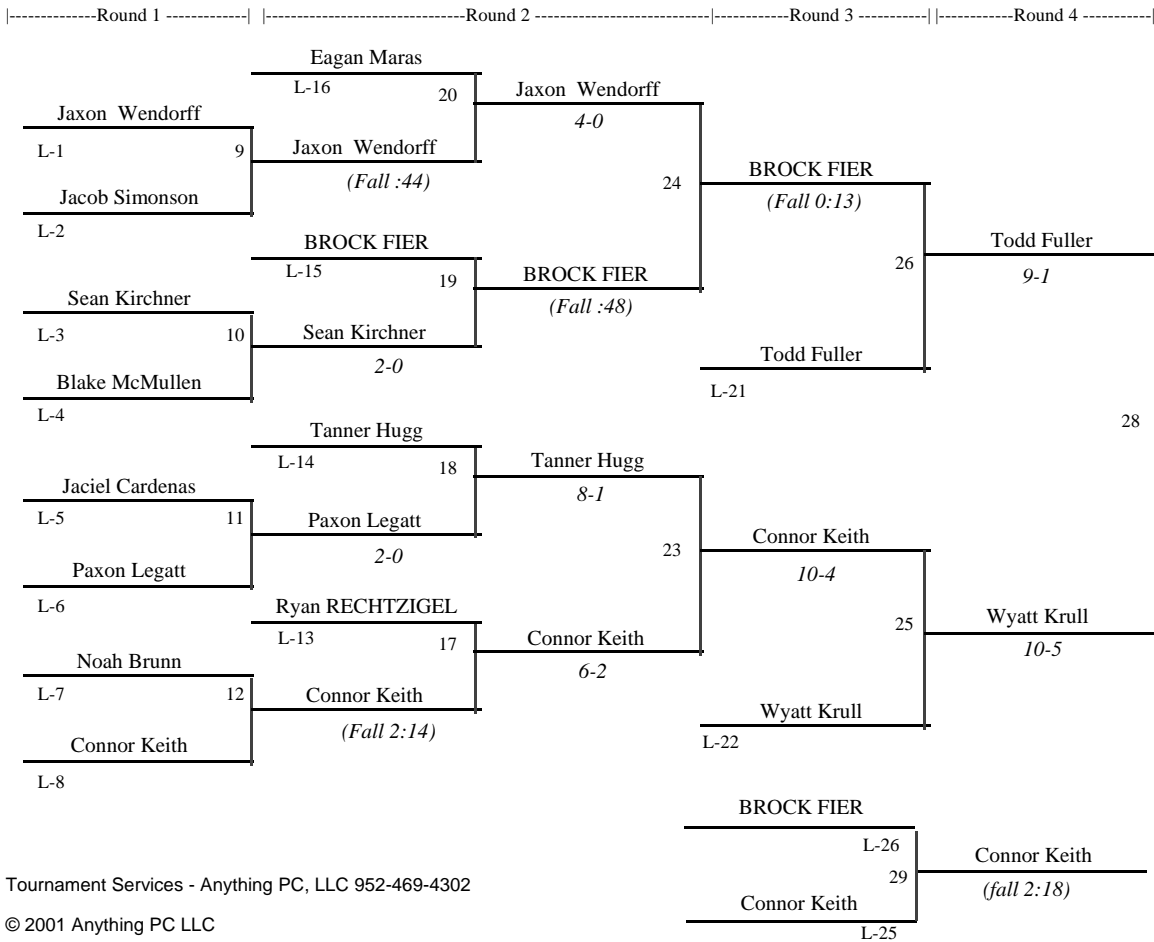 |--------------Round 1 -------------| |-----------------------------------Round 2 ------------------------------|-------------Round 3 -----------| |-------------Round 4 -----------|
Eagan Maras
L-16
20
Jaxon  Wendorff
4-0
Jaxon  Wendorff
L-1
9
Jaxon  Wendorff
(Fall :44)
24
BROCK FIER
(Fall 0:13)
Jacob Simonson
L-2
BROCK FIER
L-15
19
BROCK FIER
(Fall :48)
26
Todd Fuller
9-1
Sean Kirchner
L-3
10
Sean Kirchner
2-0
Todd Fuller
L-21
Blake McMullen
L-4
28
Tanner Hugg
L-14
18
Tanner Hugg
8-1
Jaciel Cardenas
L-5
11
Paxon Legatt
2-0
23
Connor Keith
10-4
Paxon Legatt
L-6
Ryan RECHTZIGEL
L-13
17
Connor Keith
6-2
25
Wyatt Krull
10-5
Noah Brunn
L-7
12
Connor Keith
(Fall 2:14)
Wyatt Krull
L-22
Connor Keith
L-8
BROCK FIER
L-26
29
Connor Keith
(fall 2:18)
Connor Keith
L-25
Tournament Services - Anything PC, LLC 952-469-4302
© 2001 Anything PC LLC